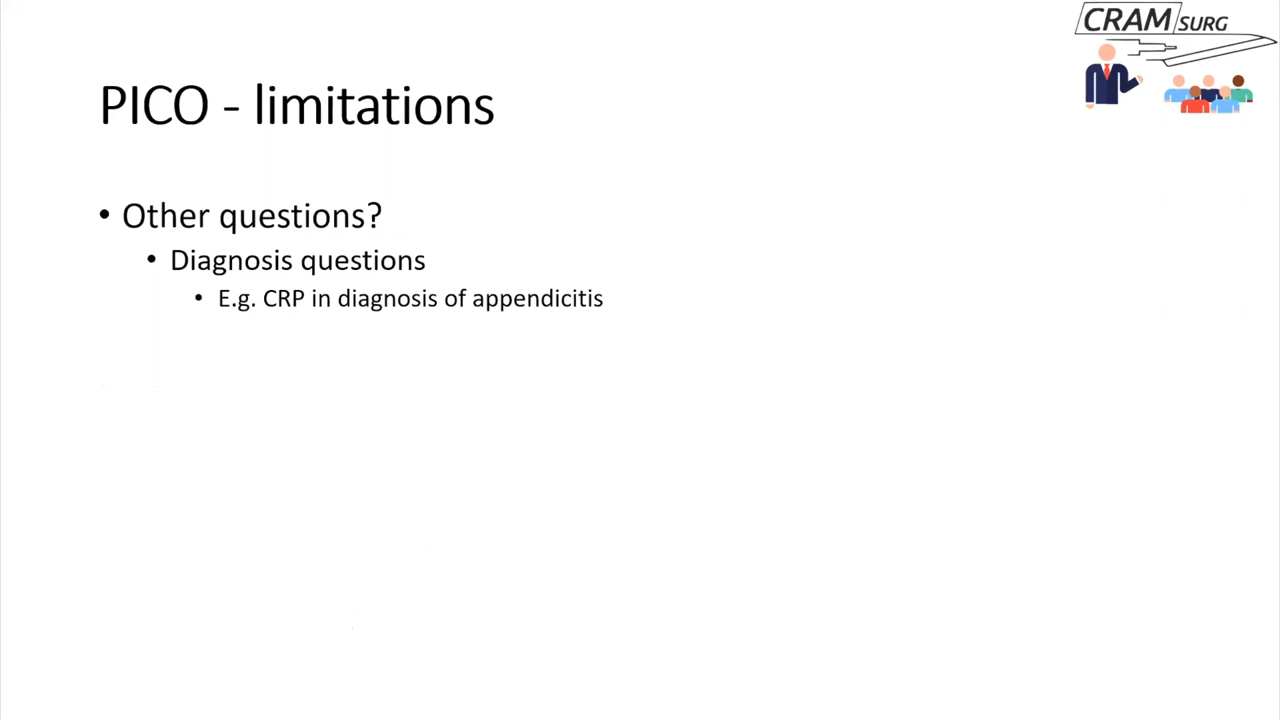 CRAM SURG
PICO - limitations
• Other questions?
• Diagnosis questions
• E.g. CRP in diagnosis of appendicitis